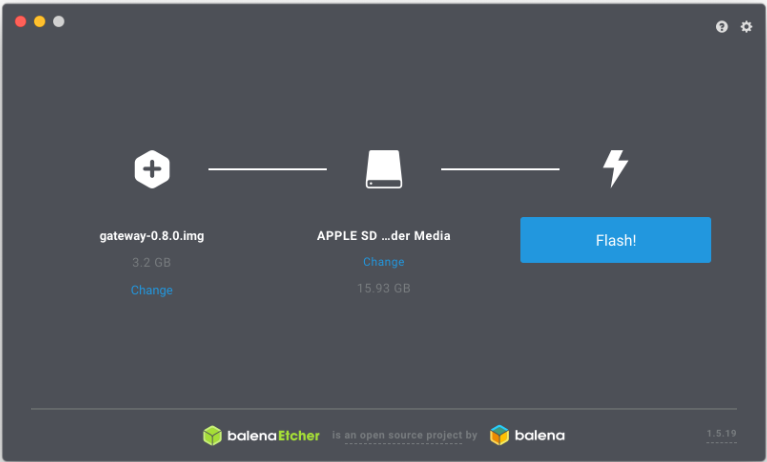 gateway-0.8.0.img
3.2 GB
Change
APPLE SD ...der Media
Change
15.93 GB
Flash!
balenaEtcher is an open source project by balena
1.5.19